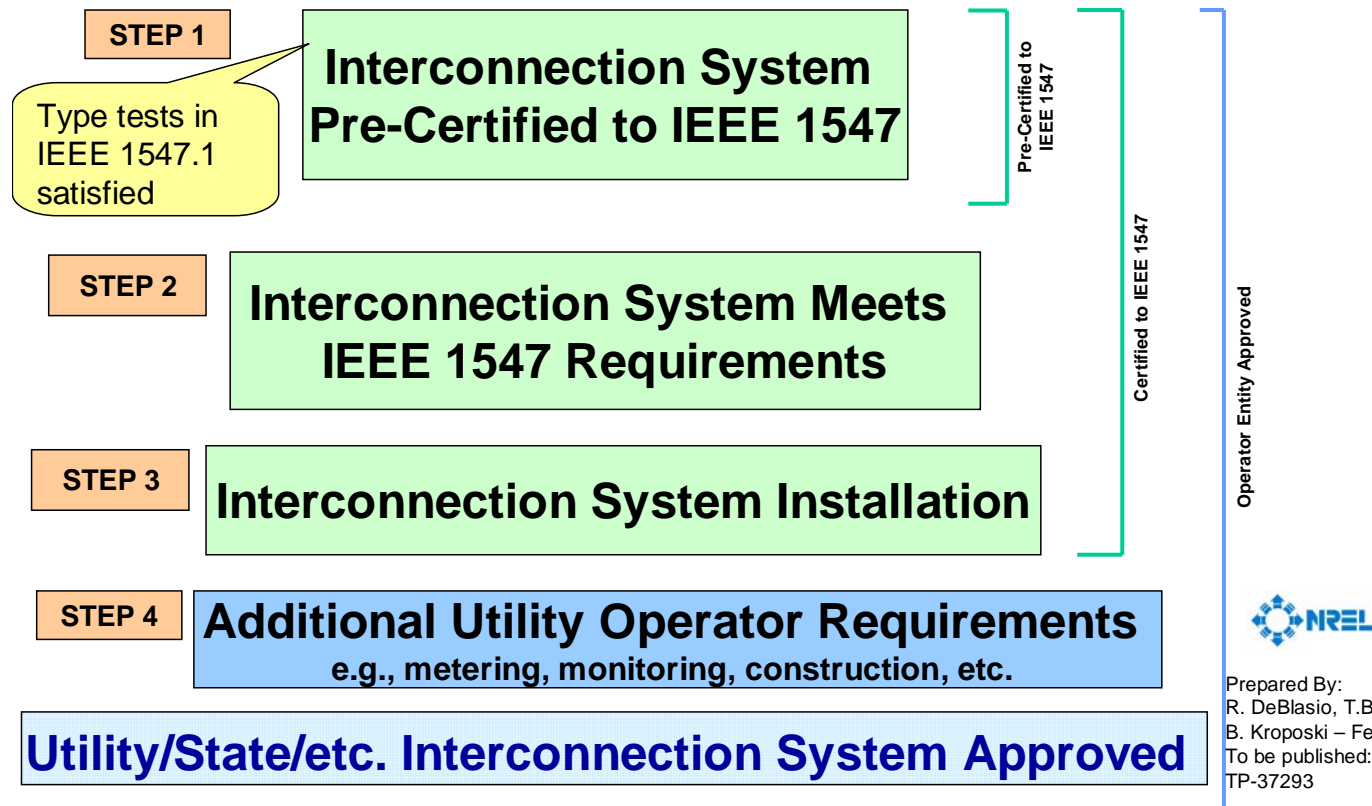 STEP 1
Interconnection System
Pre-Certified to IEEE 1547
Type tests in
IEEE 1547.1
satisfied
Pre-Certified to
IEEE 1547
STEP 2
Interconnection System Meets
IEEE 1547 Requirements
Certified to IEEE 1547
Operator Entity Approved
STEP 3
Interconnection System Installation
STEP 4
Additional Utility Operator Requirements
e.g., metering, monitoring, construction, etc.
NREL
Utility/State/etc. Interconnection System Approved
Prepared By:
R. DeBlasio, T.B
B. Kroposki – Fe
To be published:
TP-37293